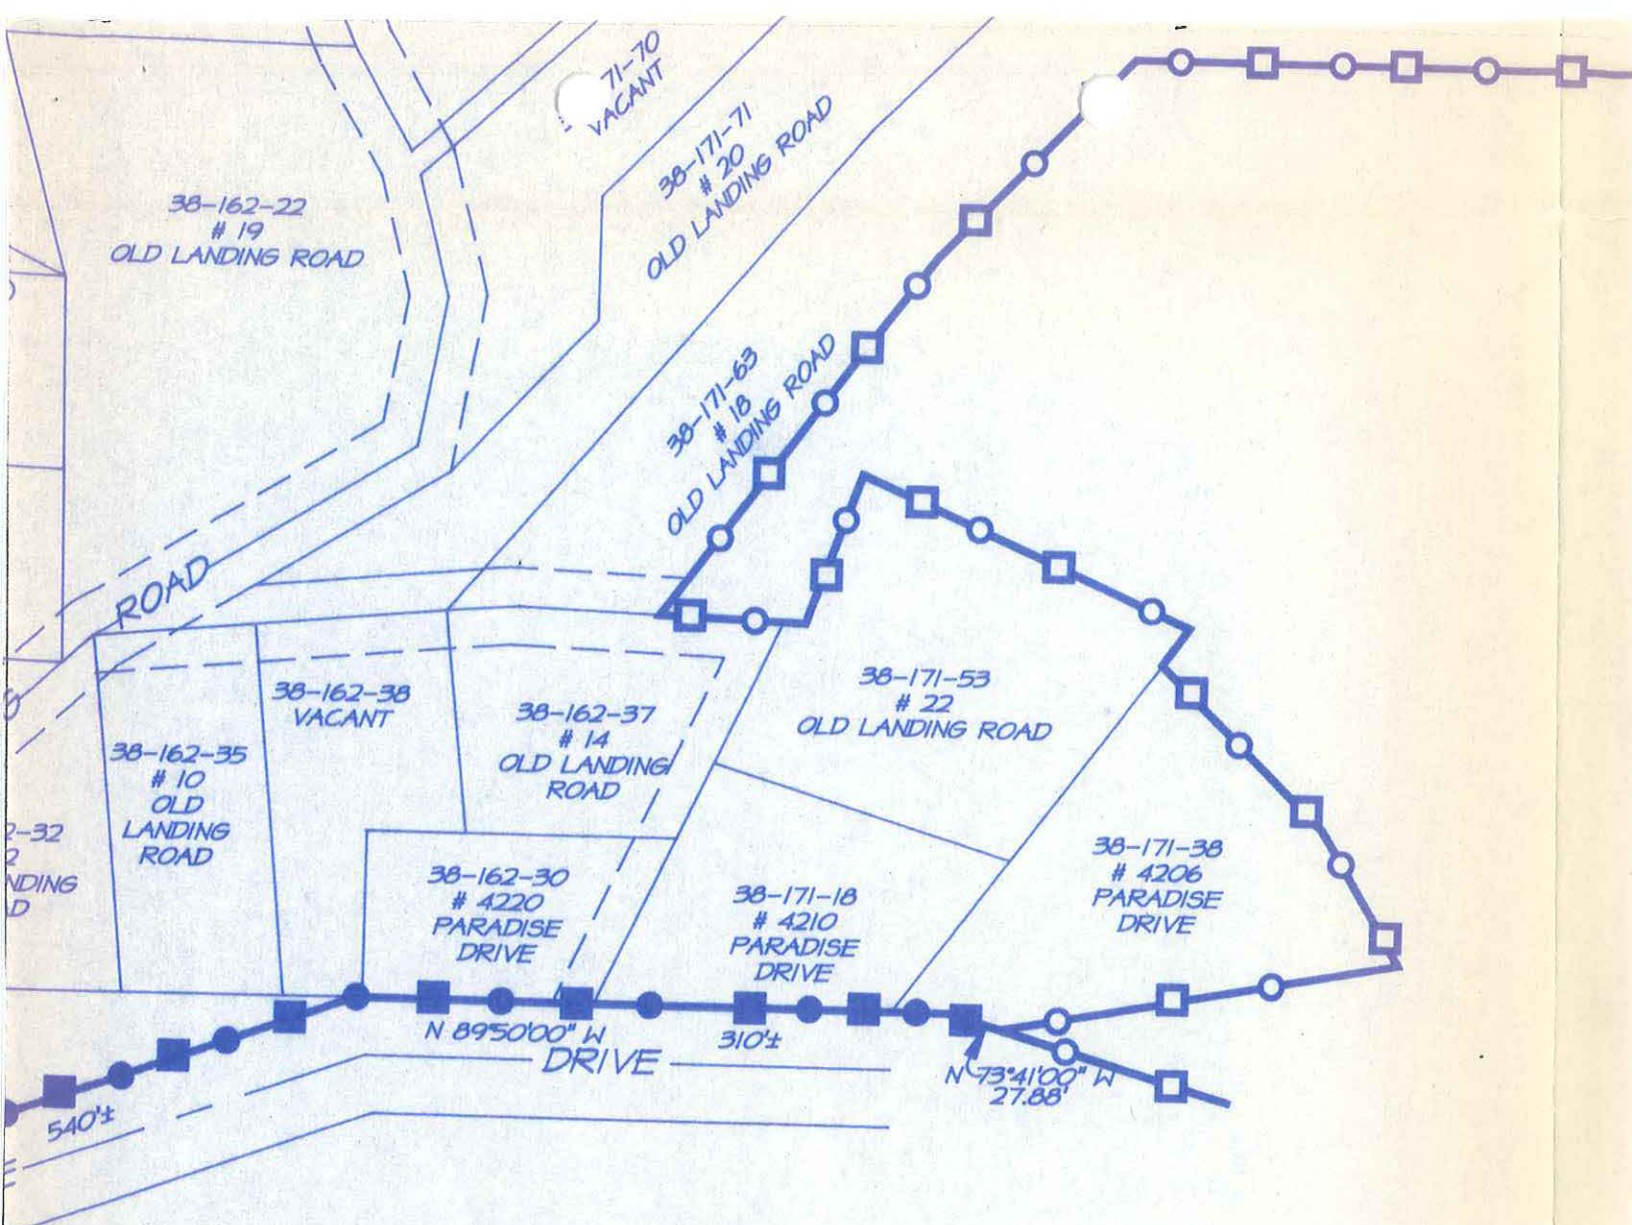 71-70
VACANT
38-171-71
# 20
OLD LANDING ROAD
38-162-22
# 19
OLD LANDING ROAD
38-171-63
# 18
OLD LANDING ROAD
ROAD
38-171-53
# 22
OLD LANDING ROAD
38-162-38
VACANT
38-162-37
# 14
OLD LANDING
ROAD
38-162-35
# 10
OLD
LANDING
ROAD
2-32
2
NDING
D
38-162-30
# 4220
PARADISE
DRIVE
38-171-18
# 4210
PARADISE
DRIVE
38-171-38
# 4206
PARADISE
DRIVE
N 89°50'00" W
310'±
DRIVE
N 73°41'00" W
27.88'
540'±